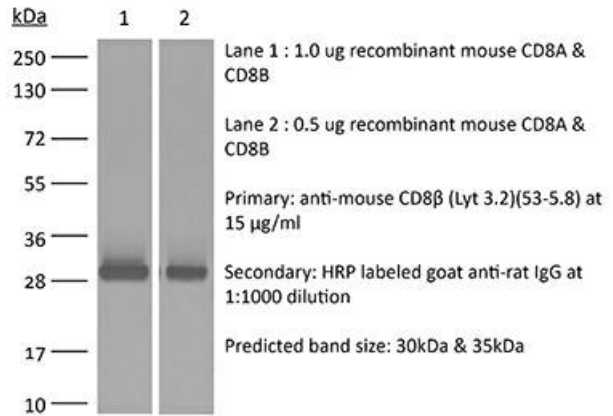 kDa
1 2
250
130
72
55
36
28
17
10
Lane 1 : 1.0 ug recombinant mouse CD8A &
CD8B
Lane 2 : 0.5 ug recombinant mouse CD8A &
CD8B
Primary: anti-mouse CD8β (Lyt 3.2)(53-5.8) at
15 μg/ml
Secondary: HRP labeled goat anti-rat IgG at
1:1000 dilution
Predicted band size: 30kDa & 35kDa